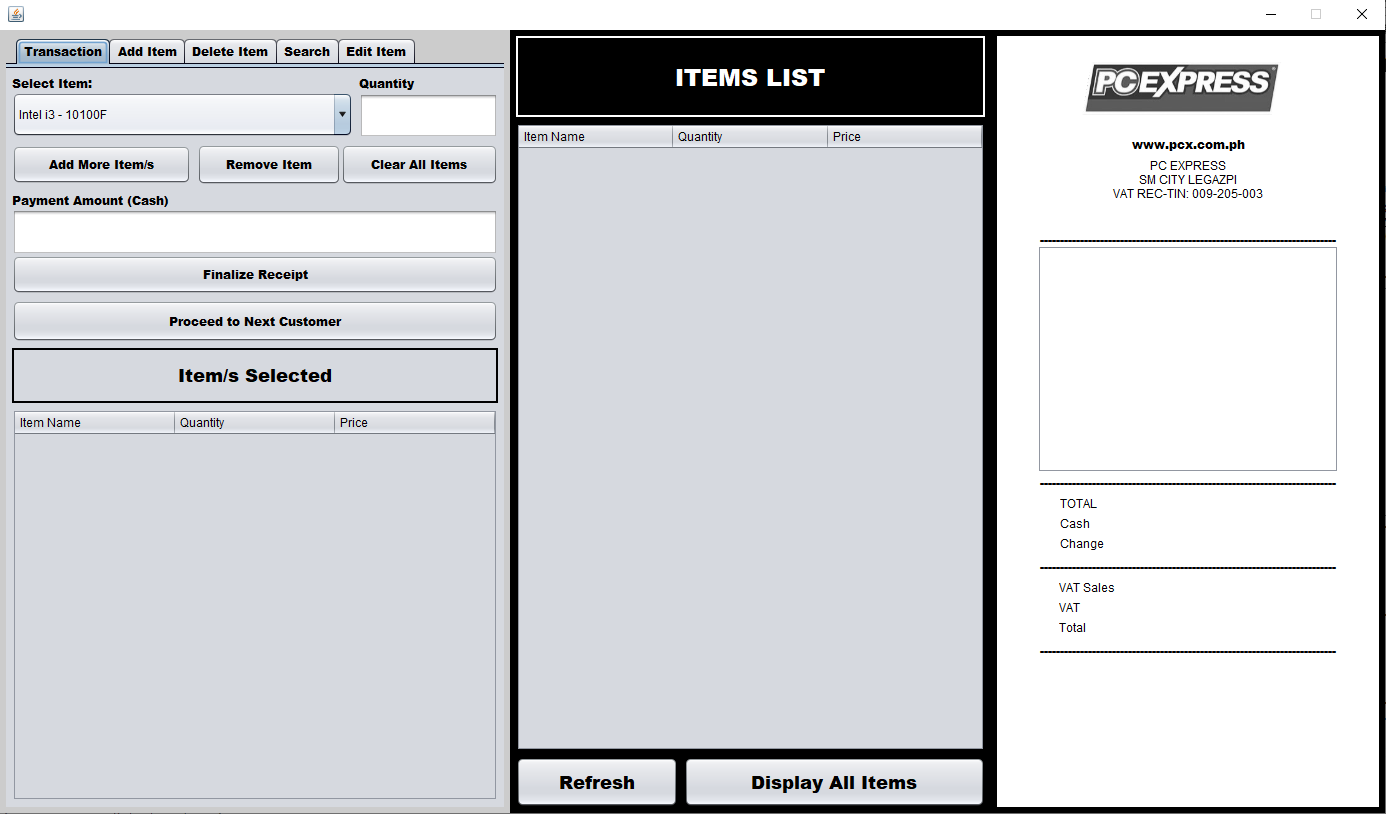 Transaction Add Item Delete Item Search Edit Item
Select Item: Quantity
Intel i3 - 10100F
Add More Item/s Remove Item Clear All Items
Payment Amount (Cash)
Finalize Receipt
Proceed to Next Customer
Item/s Selected
Item Name Quantity Price
ITEMS LIST
Item Name Quantity Price
Refresh Display All Items
PC EXPRESS
www.pcx.com.ph
PC EXPRESS
SM CITY LEGAZPI
VAT REC-TIN: 009-205-003
TOTAL
Cash
Change
VAT Sales
VAT
Total